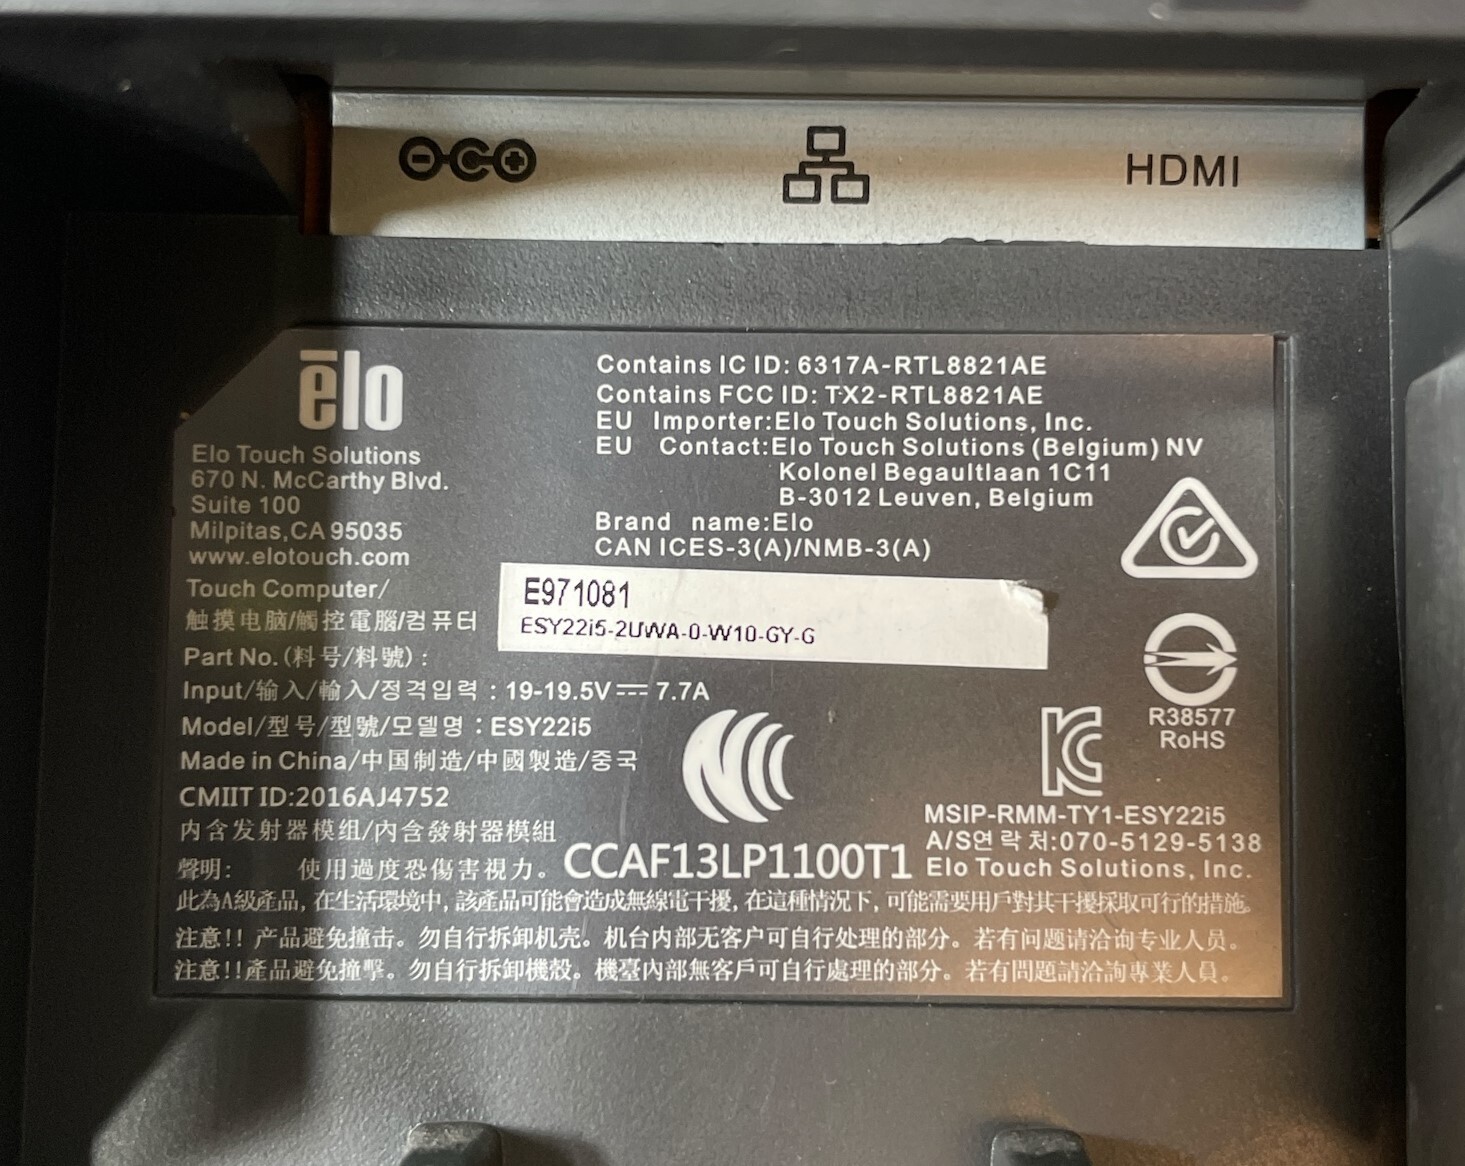 HDMI
ēlo
Elo Touch Solutions
670 N. McCarthy Blvd.
Suite 100
Milpitas,CA 95035
www.elotouch.com
Contains IC ID: 6317A-RTL8821AE
Contains FCC ID: TX2-RTL8821AE
EU Importer:Elo Touch Solutions, Inc.
EU Contact:Elo Touch Solutions (Belgium) NV
Kolonel Begaultlaan 1C11
B-3012 Leuven, Belgium
Brand name:Elo
CAN ICES-3(A)/NMB-3(A)
Touch Computer/
触摸电脑/觸控電腦/컴퓨터
Part No.(料号/料號) :
E971081
ESY22i5-2UWA-0-W10-GY-G
Input/输入/輸入/정격입력 : 19-19.5V⎓ 7.7A
Model/型号/型號/모델명 : ESY22i5
Made in China/中国制造/中國製造/중국
CMIIT ID:2016AJ4752
内含发射器模组/內含發射器模組
R38577
RoHS
MSIP-RMM-TY1-ESY22i5
A/S연락처:070-5129-5138
Elo Touch Solutions, Inc.
聲明: 使用過度恐傷害視力。
CCAF13LP1100T1
此為A級產品, 在生活環境中, 該產品可能會造成無線電干擾, 在這種情況下, 可能需要用戶對其干擾採取可行的措施。
注意!! 产品避免撞击。勿自行拆卸机壳。机台内部无客户可自行处理的部分。若有问题请洽询专业人员。
注意!!產品避免撞擊。勿自行拆卸機殼。機臺內部無客戶可自行處理的部分。若有問題請洽詢專業人員。